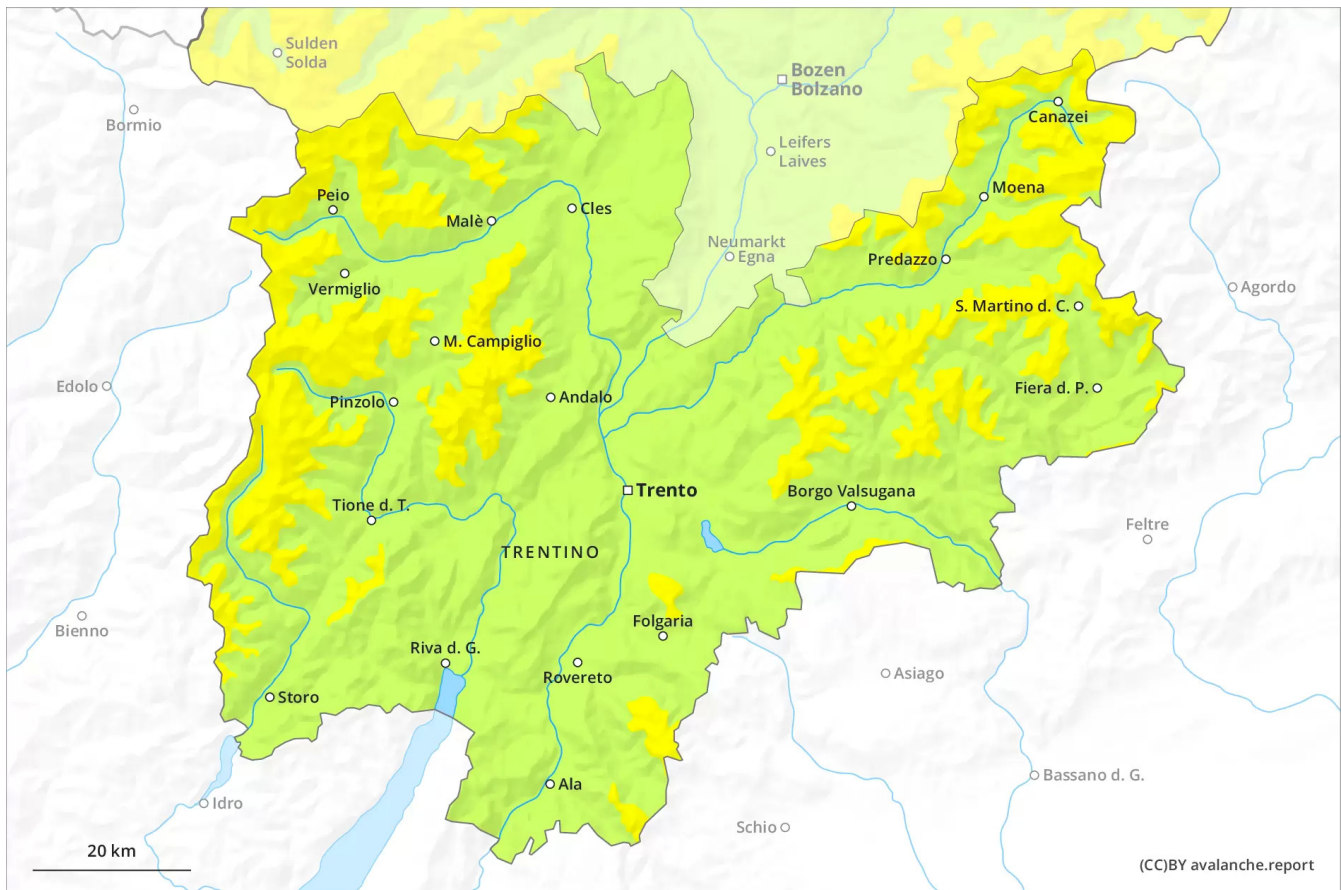 Sulden
Solda
Bozen
Bolzano
Bormio
Canazei
Leifers
Laives
Peio
Moena
Malè
Cles
Neumarkt
Egna
Predazzo
Vermiglio
Agordo
S. Martino d. C.
M. Campiglio
Edolo
Fiera d. P.
Andalo
Pinzolo
Trento
Borgo Valsugana
Tione d. T.
Feltre
TRENTINO
Bienno
Folgaria
Riva d. G.
Rovereto
Asiago
Storo
Bassano d. G.
Ala
Idro
Schio
20 km
(CC)BY avalanche.report